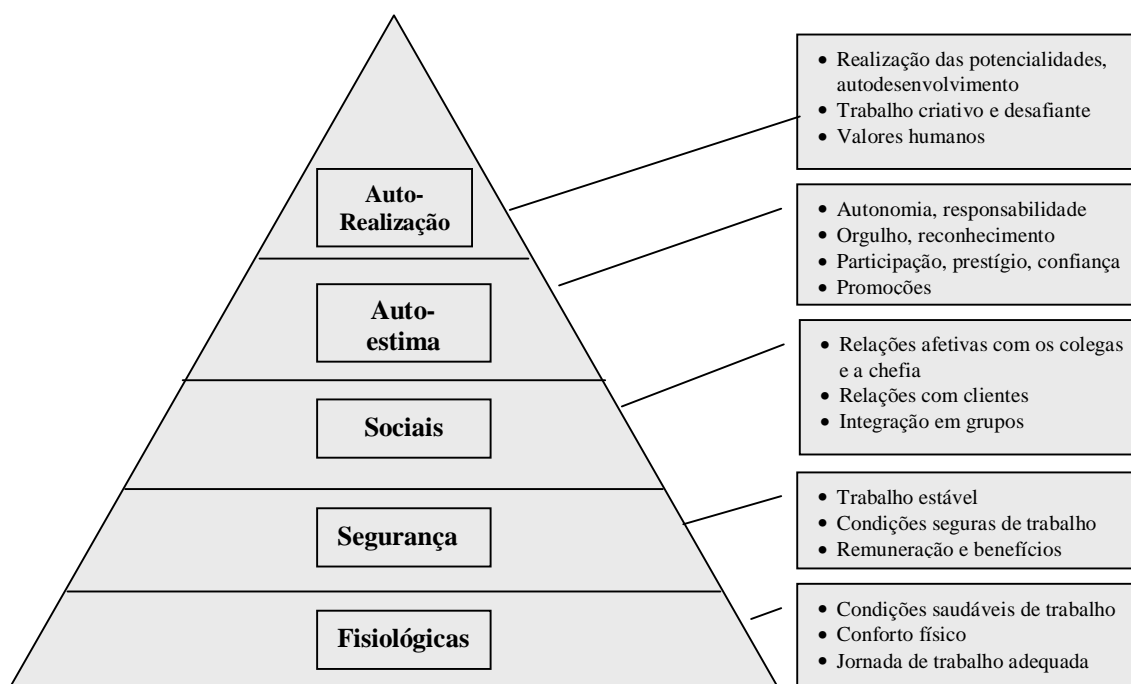 Auto-
Realização
• Realização das potencialidades,
autodesenvolvimento
• Trabalho criativo e desafiante
• Valores humanos
Auto-
estima
• Autonomia, responsabilidade
• Orgulho, reconhecimento
• Participação, prestígio, confiança
• Promocões
Sociais
• Relações afetivas com os colegas
e a chefia
• Relações com clientes
• Integração em grupos
Segurança
• Trabalho estável
• Condições seguras de trabalho
• Remuneração e benefícios
Fisiológicas
• Condições saudáveis de trabalho
• Conforto físico
• Jornada de trabalho adequada